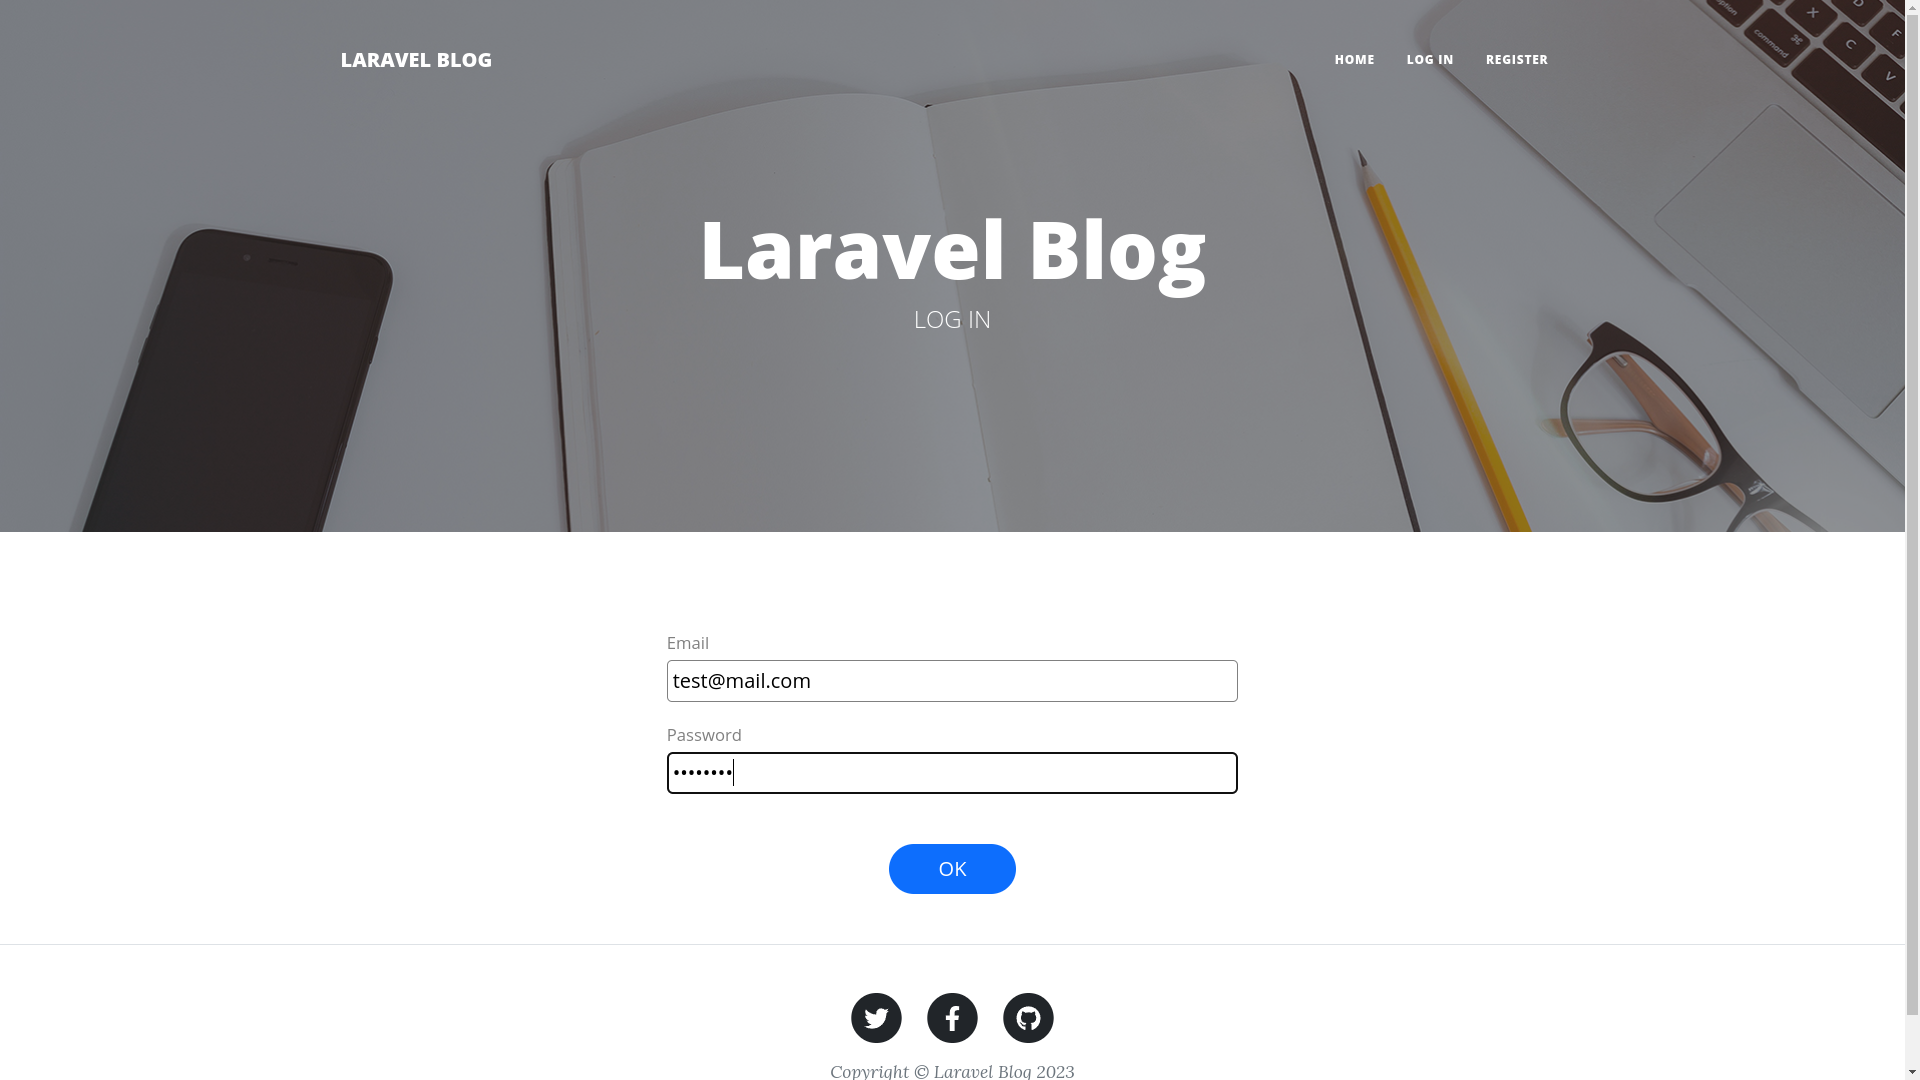 LARAVEL BLOG
HOME LOG IN REGISTER
Laravel Blog
LOG IN
Email
test@mail.com
Password
••••••••
OK
Copyright © Laravel Blog 2023